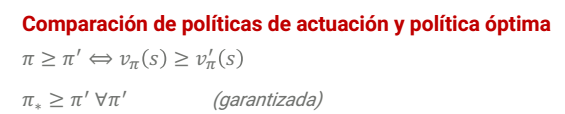 Comparación de políticas de actuación y política óptima
π ≥ π′ ⟺ v_π(s) ≥ v′_π(s)
π_* ≥ π′ ∀π′ (garantizada)